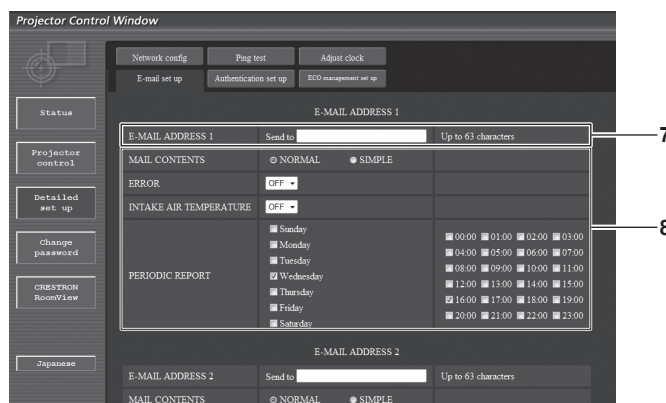 Projector Control Window
Network config Ping test Adjust clock
E-mail set up Authentication set up ECO management set up
Status
Projector control
Detailed set up
Change password
CRESTRON RoomView
Japanese
E-MAIL ADDRESS 1
E-MAIL ADDRESS 1 Send to Up to 63 characters 7
MAIL CONTENTS NORMAL SIMPLE
ERROR OFF
INTAKE AIR TEMPERATURE OFF
8
PERIODIC REPORT
Sunday
Monday
Tuesday
Wednesday
Thursday
Friday
Saturday
00:00 01:00 02:00 03:00
04:00 05:00 06:00 07:00
08:00 09:00 10:00 11:00
12:00 13:00 14:00 15:00
16:00 17:00 18:00 19:00
20:00 21:00 22:00 23:00
E-MAIL ADDRESS 2
E-MAIL ADDRESS 2 Send to Up to 63 characters
MAIL CONTENTS NORMAL SIMPLE